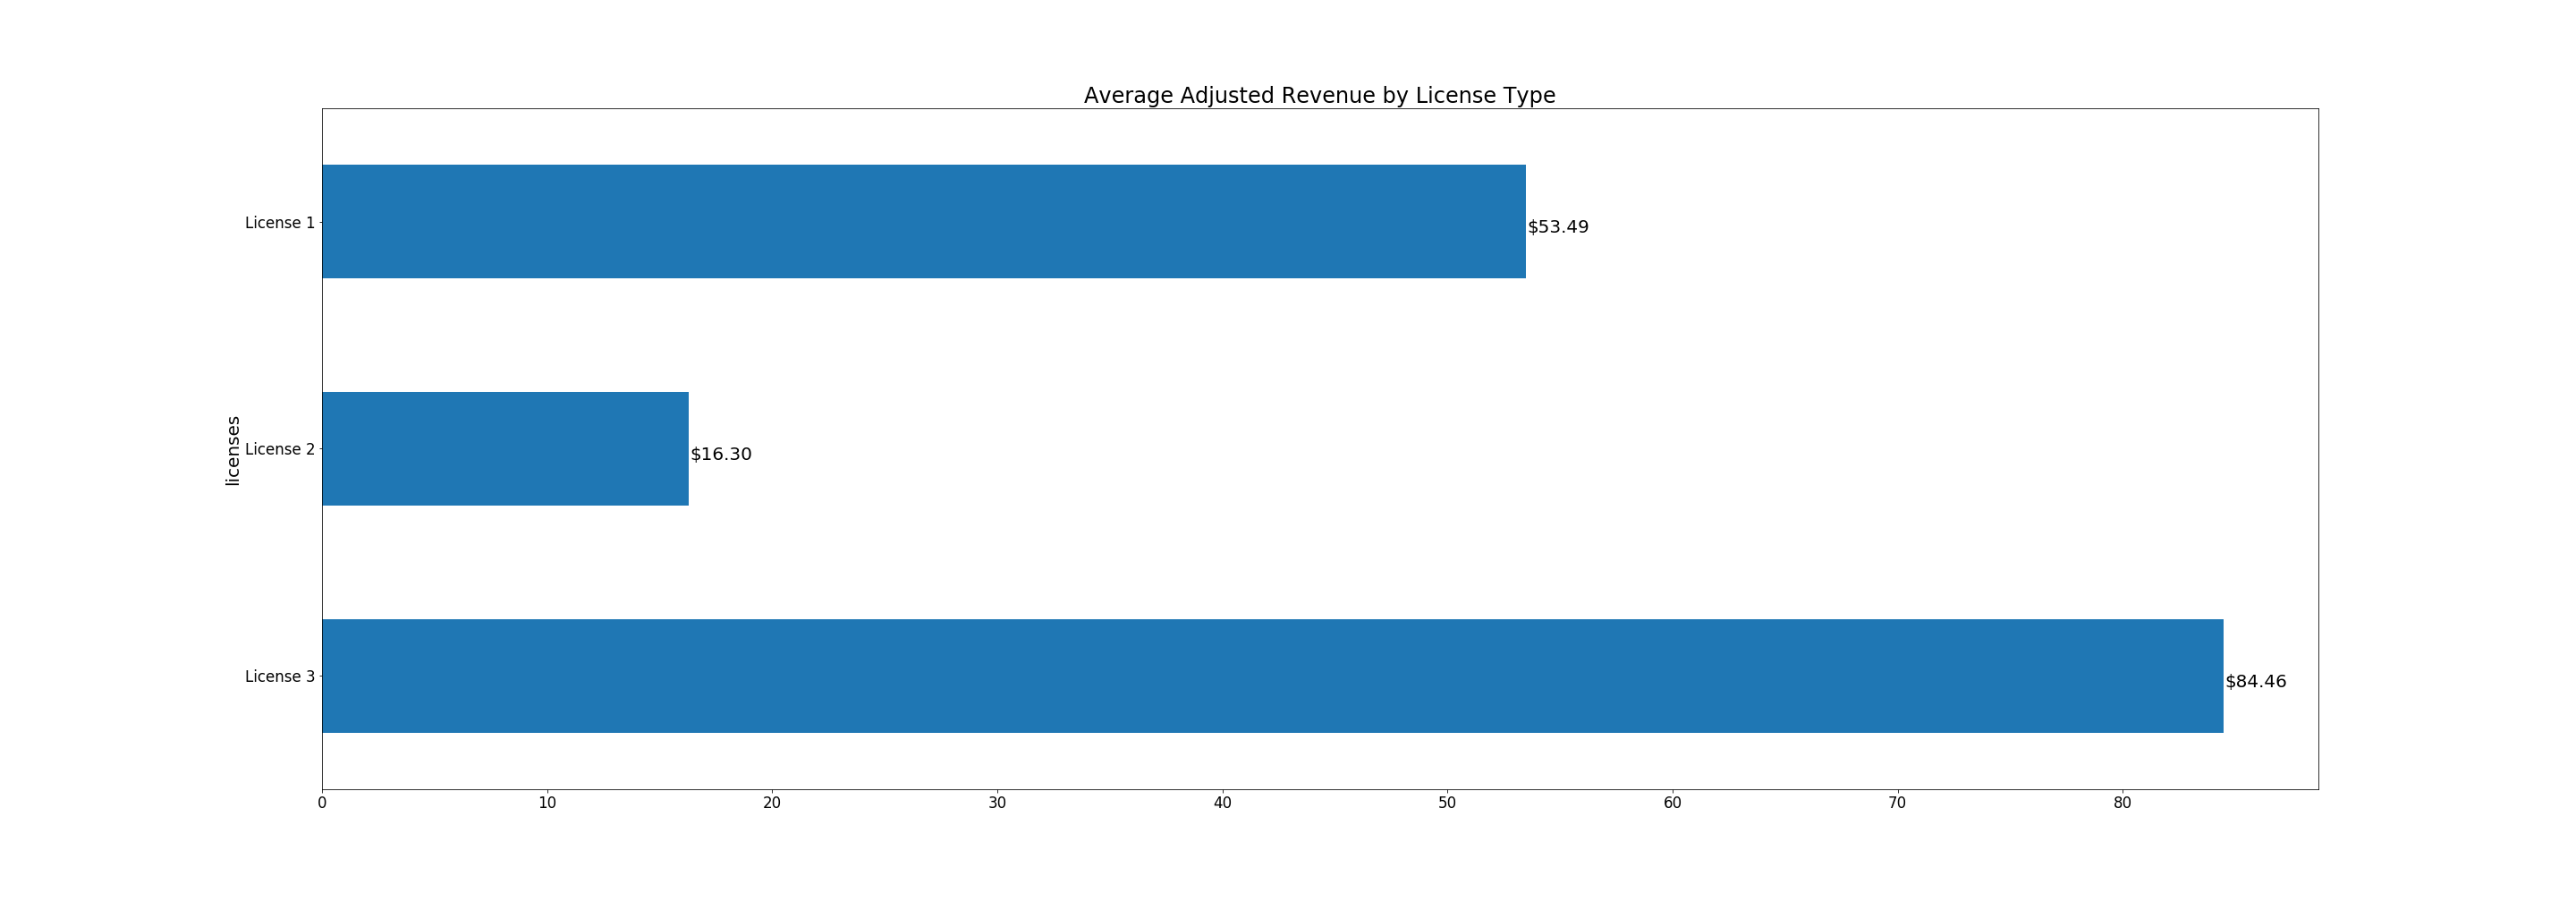 Average Adjusted Revenue by License Type
licenses
License 1
$53.49
License 2
$16.30
License 3
$84.46
0 10 20 30 40 50 60 70 80